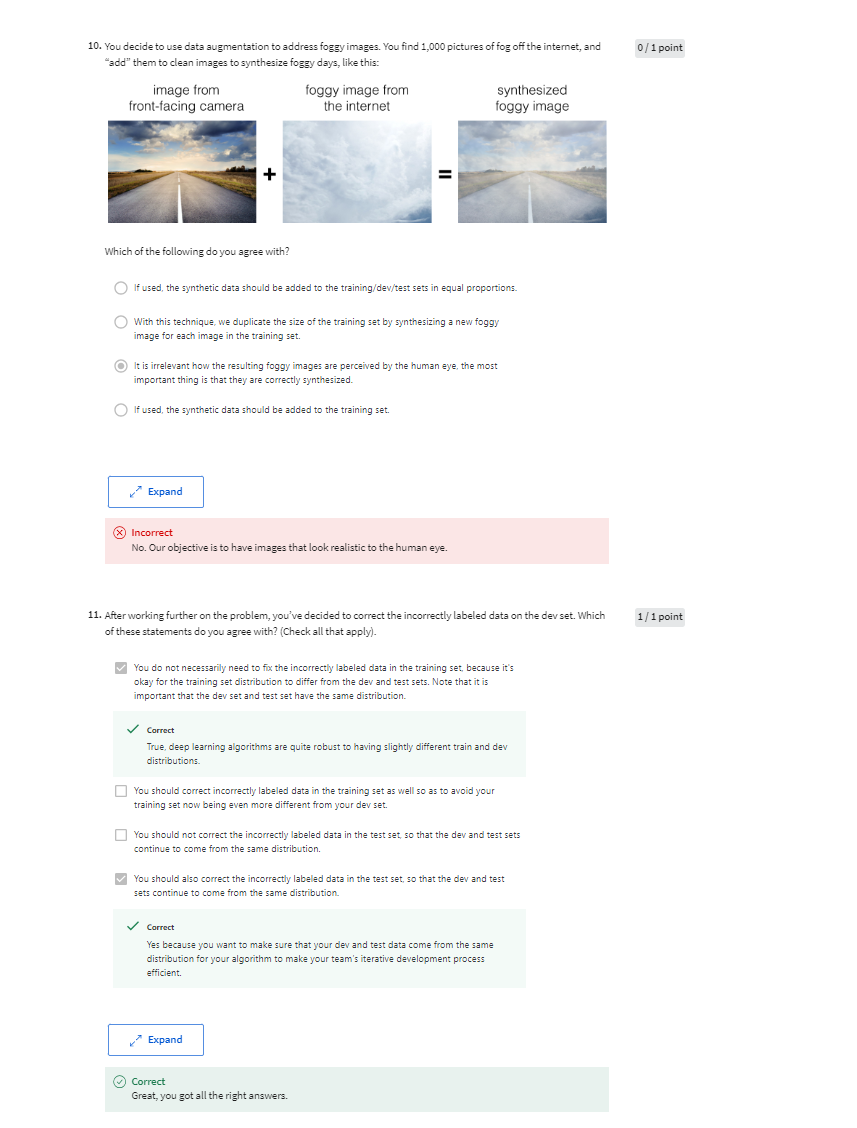 10. You decide to use data augmentation to address foggy images. You find 1,000 pictures of fog off the internet, and
0 / 1 point
"add" them to clean images to synthesize foggy days, like this:
image from
front-facing camera
foggy image from
the internet
synthesized
foggy image
+
=
Which of the following do you agree with?
If used, the synthetic data should be added to the training/dev/test sets in equal proportions.
With this technique, we duplicate the size of the training set by synthesizing a new foggy
image for each image in the training set.
It is irrelevant how the resulting foggy images are perceived by the human eye, the most
important thing is that they are correctly synthesized.
If used, the synthetic data should be added to the training set.
Expand
Incorrect
No. Our objective is to have images that look realistic to the human eye.
11. After working further on the problem, you've decided to correct the incorrectly labeled data on the dev set. Which
1 / 1 point
of these statements do you agree with? (Check all that apply).
You do not necessarily need to fix the incorrectly labeled data in the training set, because it's
okay for the training set distribution to differ from the dev and test sets. Note that it is
important that the dev set and test set have the same distribution.
Correct
True, deep learning algorithms are quite robust to having slightly different train and dev
distributions.
You should correct incorrectly labeled data in the training set as well so as to avoid your
training set now being even more different from your dev set.
You should not correct the incorrectly labeled data in the test set, so that the dev and test sets
continue to come from the same distribution.
You should also correct the incorrectly labeled data in the test set, so that the dev and test
sets continue to come from the same distribution.
Correct
Yes because you want to make sure that your dev and test data come from the same
distribution for your algorithm to make your team's iterative development process
efficient.
Expand
Correct
Great, you got all the right answers.